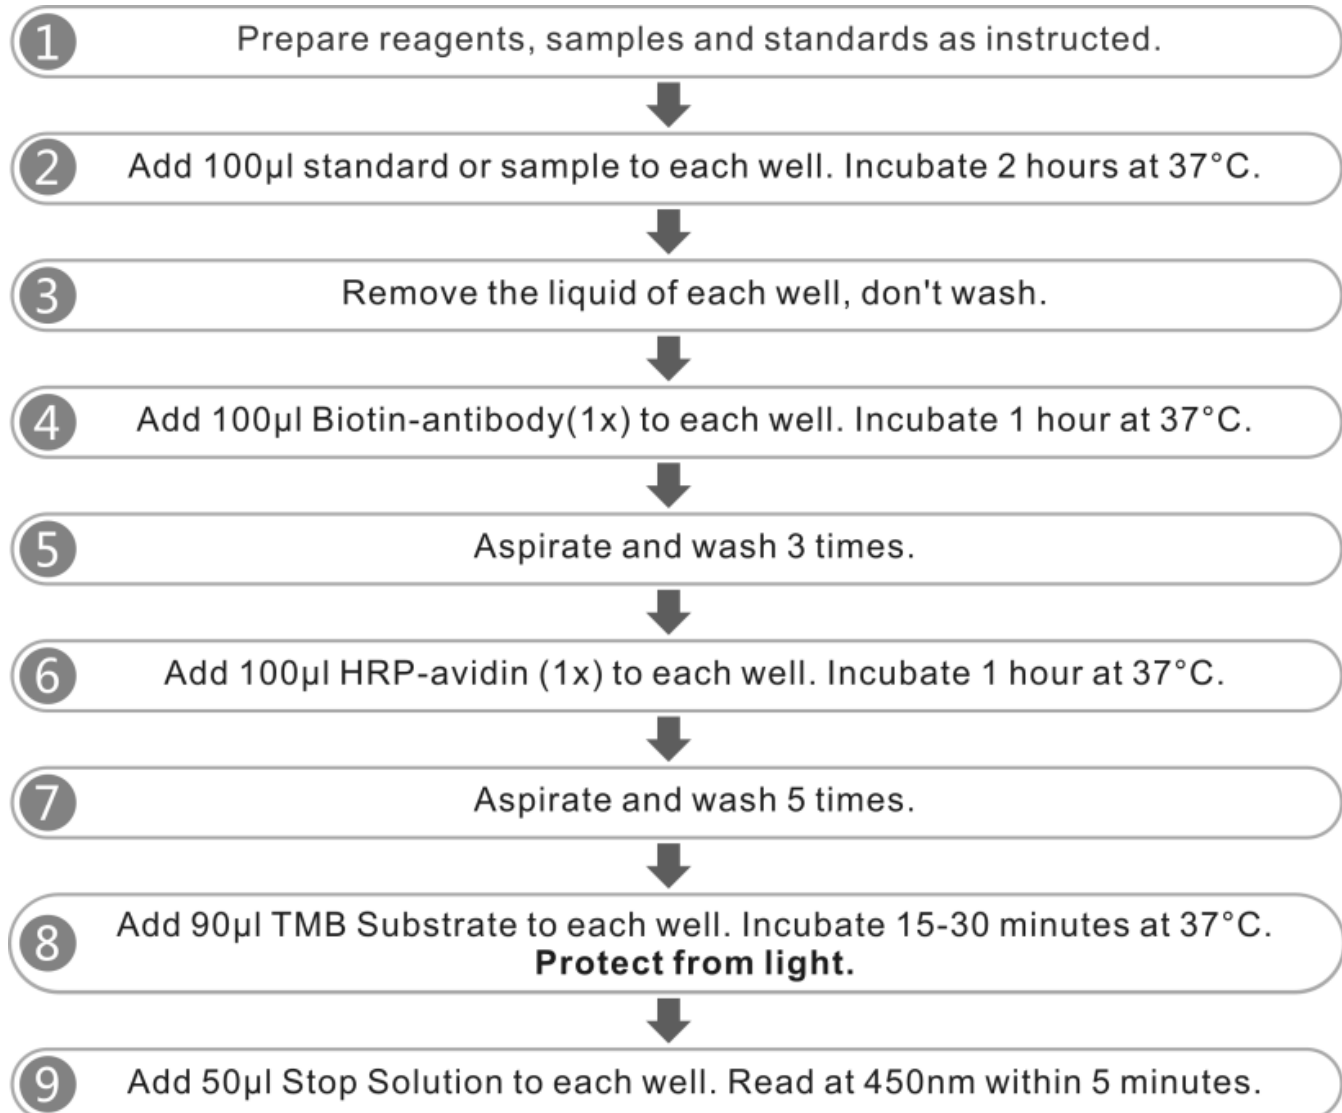 1 Prepare reagents, samples and standards as instructed.
2 Add 100µl standard or sample to each well. Incubate 2 hours at 37°C.
3 Remove the liquid of each well, don't wash.
4 Add 100µl Biotin-antibody(1x) to each well. Incubate 1 hour at 37°C.
5 Aspirate and wash 3 times.
6 Add 100µl HRP-avidin (1x) to each well. Incubate 1 hour at 37°C.
7 Aspirate and wash 5 times.
8 Add 90µl TMB Substrate to each well. Incubate 15-30 minutes at 37°C.
Protect from light.
9 Add 50µl Stop Solution to each well. Read at 450nm within 5 minutes.